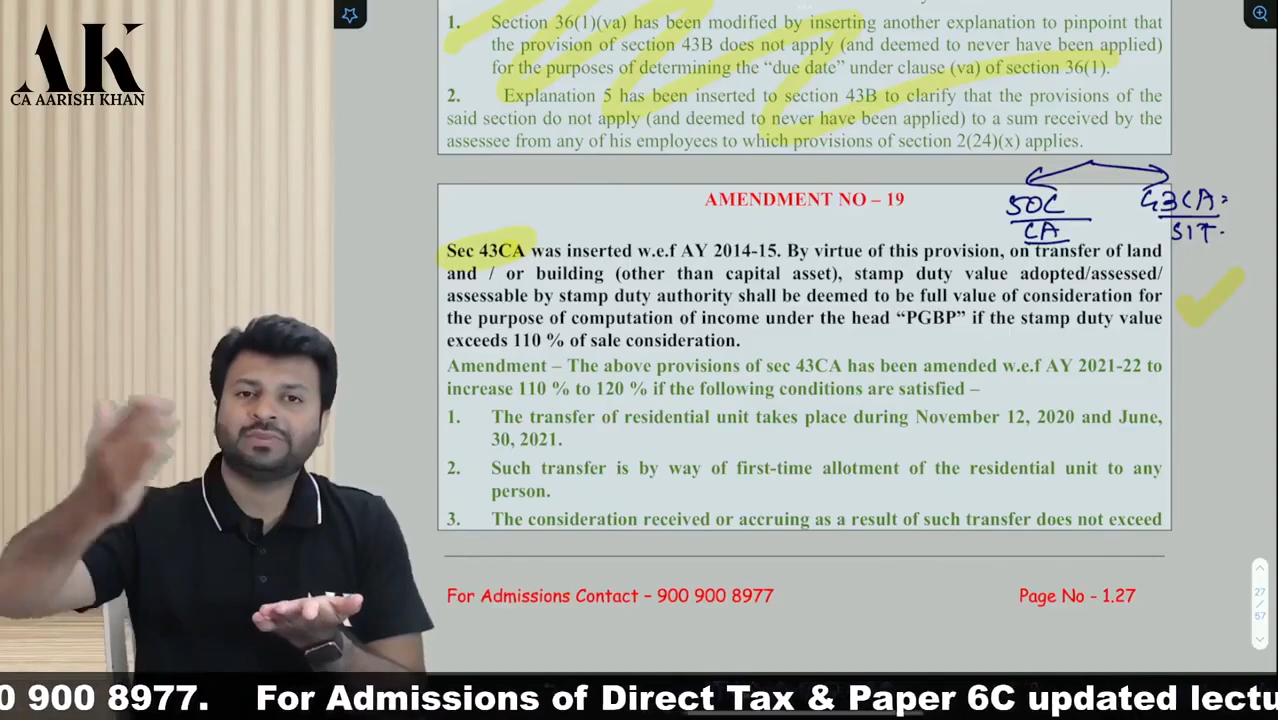 AK
CA AARISH KHAN
1. Section 36(1)(va) has been modified by inserting another explanation to pinpoint that
the provision of section 43B does not apply (and deemed to never have been applied)
for the purposes of determining the “due date” under clause (va) of section 36(1).
2. Explanation 5 has been inserted to section 43B to clarify that the provisions of the
said section do not apply (and deemed to never have been applied) to a sum received by the
assessee from any of his employees to which provisions of section 2(24)(x) applies.
AMENDMENT NO – 19
50C
CA
43CA
SIT
Sec 43CA was inserted w.e.f AY 2014-15. By virtue of this provision, on transfer of land
and / or building (other than capital asset), stamp duty value adopted/assessed/
assessable by stamp duty authority shall be deemed to be full value of consideration for
the purpose of computation of income under the head “PGBP” if the stamp duty value
exceeds 110 % of sale consideration.
Amendment – The above provisions of sec 43CA has been amended w.e.f AY 2021-22 to
increase 110 % to 120 % if the following conditions are satisfied –
1. The transfer of residential unit takes place during November 12, 2020 and June,
30, 2021.
2. Such transfer is by way of first-time allotment of the residential unit to any
person.
3. The consideration received or accruing as a result of such transfer does not exceed
For Admissions Contact – 900 900 8977
Page No - 1.27
27
/
57
0 900 8977. For Admissions of Direct Tax & Paper 6C updated lectu